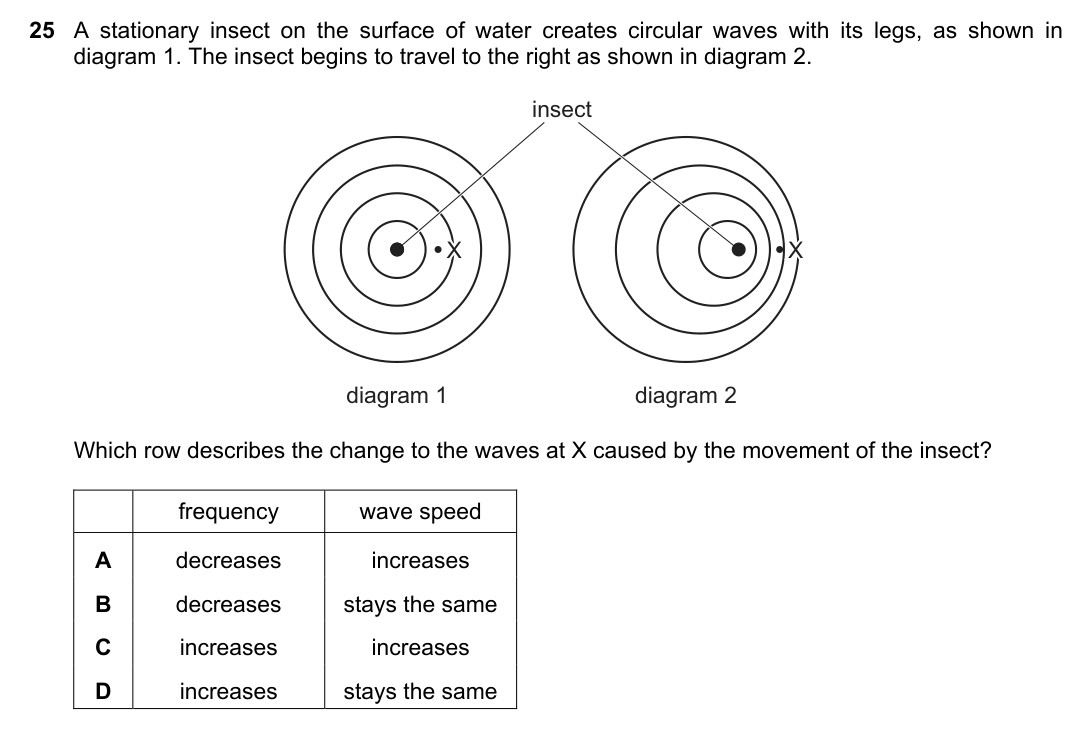 25 A stationary insect on the surface of water creates circular waves with its legs, as shown in
diagram 1. The insect begins to travel to the right as shown in diagram 2.
insect
X
X
diagram 1
diagram 2
Which row describes the change to the waves at X caused by the movement of the insect?
frequency wave speed
A decreases increases
B decreases stays the same
C increases increases
D increases stays the same